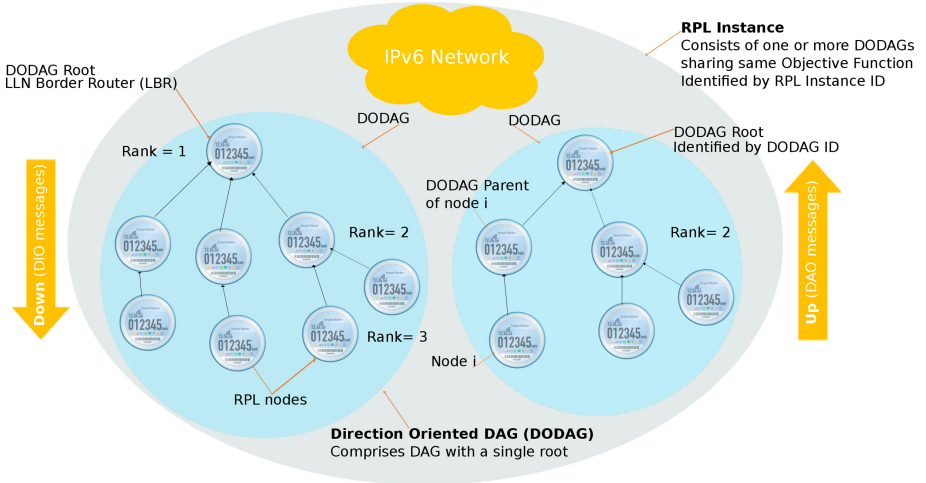 IPv6 Network
RPL Instance
Consists of one or more DODAGs
sharing same Objective Function
Identified by RPL Instance ID
DODAG Root
LLN Border Router (LBR)
DODAG
DODAG
DODAG Root
Identified by DODAG ID
Rank = 1
DODAG Parent
of node i
Rank= 2
Rank= 2
Down (DIO messages)
Up (DAO messages)
Rank= 3
Node i
RPL nodes
Direction Oriented DAG (DODAG)
Comprises DAG with a single root
012345
012345
012345
012345
012345
012345
012345
012345
012345
012345
012345
012345
012345
012345